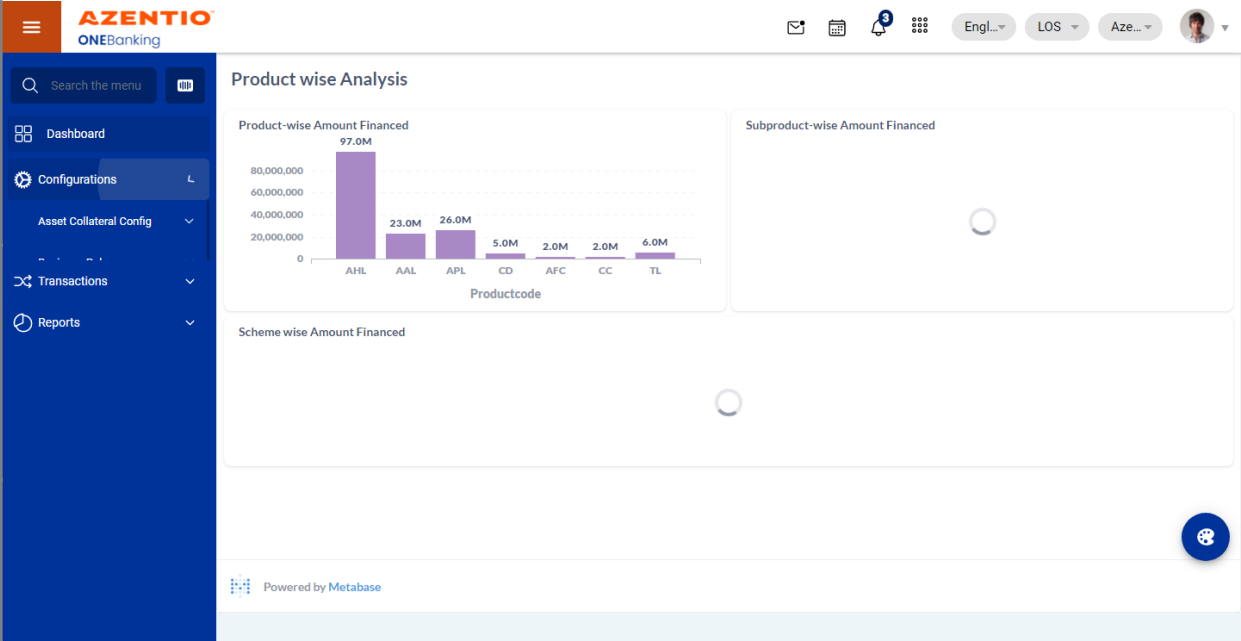 AZENTIO
ONEBanking
3
Engl...
LOS
Aze...
Search the menu
Dashboard
Configurations
Asset Collateral Config
Transactions
Reports
Product wise Analysis
Product-wise Amount Financed
97.0M
80,000,000
60,000,000
40,000,000
20,000,000
0
23.0M
26.0M
5.0M
2.0M
2.0M
6.0M
AHL
AAL
APL
CD
AFC
CC
TL
Productcode
Subproduct-wise Amount Financed
Scheme wise Amount Financed
Powered by Metabase